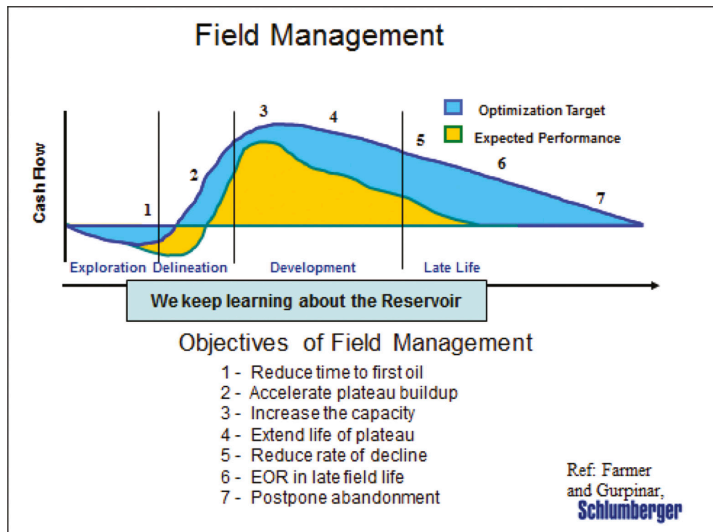 Field Management
Optimization Target
Expected Performance
Cash Flow
1
2
3
4
5
6
7
Exploration
Delineation
Development
Late Life
We keep learning about the Reservoir
Objectives of Field Management
1 - Reduce time to first oil
2 - Accelerate plateau buildup
3 - Increase the capacity
4 - Extend life of plateau
5 - Reduce rate of decline
6 - EOR in late field life
7 - Postpone abandonment
Ref: Farmer
and Gurpinar,
Schlumberger